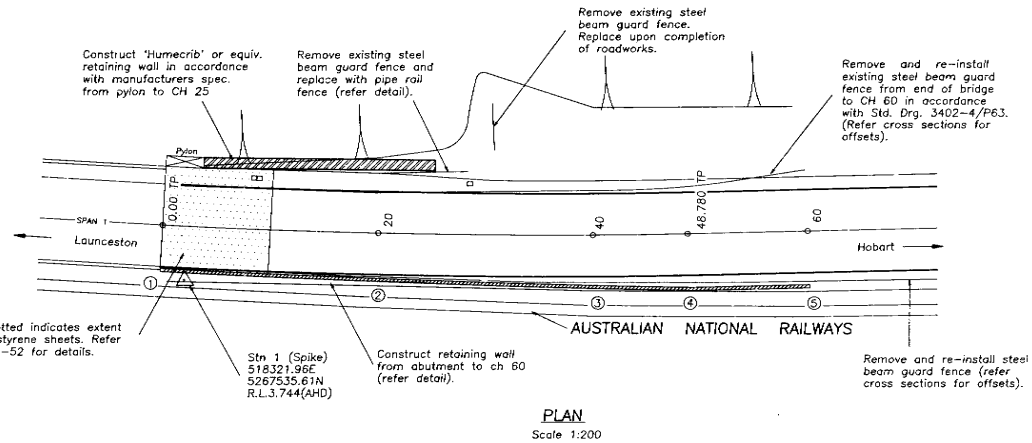 Remove existing steel
beam guard fence.
Replace upon completion
of roadworks.
Construct 'Humecrib' or equiv.
retaining wall in accordance
with manufacturers spec.
from pylon to CH 25
Remove existing steel
beam guard fence and
replace with pipe rail
fence (refer detail).
Remove and re-install
existing steel beam guard
fence from end of bridge
to CH 60 in accordance
with Std. Drg. 3402-4/P63.
(Refer cross sections for
offsets).
Pylon
0.00 TP
20
40
46.780 TP
60
SPAN 1
Launceston
Hobart
1
2
3
4
5
AUSTRALIAN NATIONAL RAILWAYS
otted indicates extent
styrene sheets. Refer
-52 for details.
Stn 1 (Spike)
518321.96E
5267535.61N
R.L.3.744(AHD)
Construct retaining wall
from abutment to ch 60
(refer detail).
Remove and re-install steel
beam guard fence (refer
cross sections for offsets).
PLAN
Scale 1:200